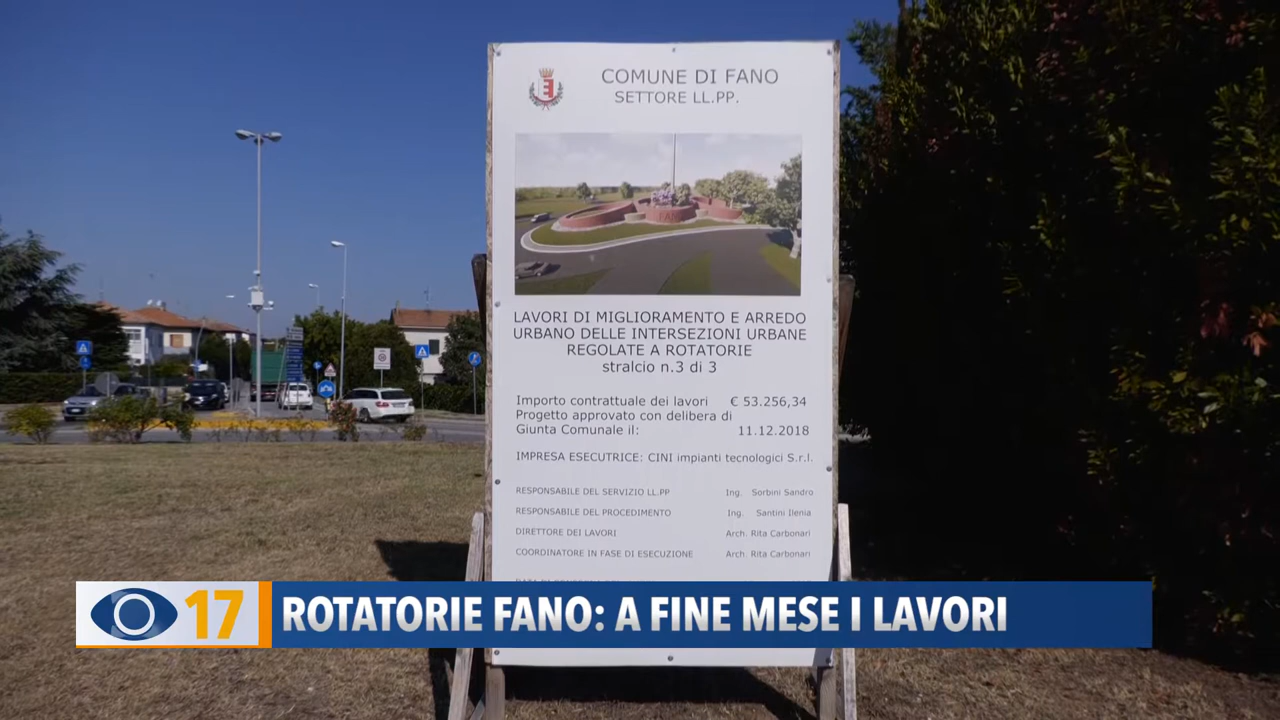 COMUNE DI FANO
SETTORE LL.PP.
FANO
LAVORI DI MIGLIORAMENTO E ARREDO
URBANO DELLE INTERSEZIONI URBANE
REGOLATE A ROTATORIE
stralcio n.3 di 3
Importo contrattuale dei lavori € 53.256,34
Progetto approvato con delibera di
Giunta Comunale il: 11.12.2018
IMPRESA ESECUTRICE: CINI impianti tecnologici S.r.l.
RESPONSABILE DEL SERVIZIO LL.PP Ing. Sorbini Sandro
RESPONSABILE DEL PROCEDIMENTO Ing. Santini Ilenia
DIRETTORE DEI LAVORI Arch. Rita Carbonari
COORDINATORE IN FASE DI ESECUZIONE Arch. Rita Carbonari
17 ROTATORIE FANO: A FINE MESE I LAVORI